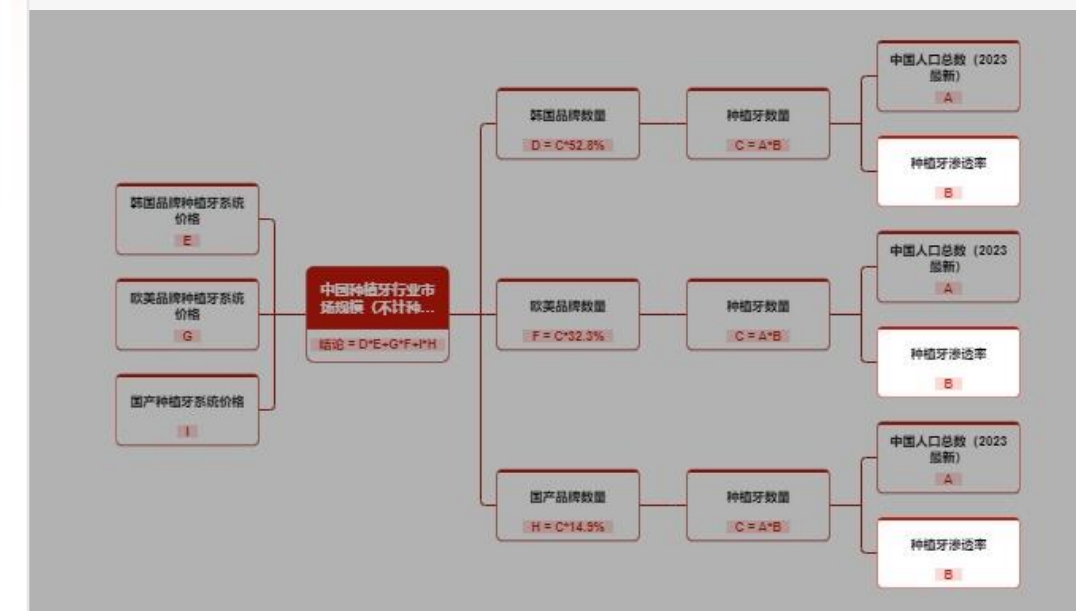 韩国品牌种植牙系统
价格
E
欧美品牌种植牙系统
价格
G
国产种植牙系统价格
I
中国种植牙行业市
场规模（不计种...
结论 = D*E+G*F+I*H
韩国品牌数量
D = C*52.8%
种植牙数量
C = A*B
中国人口总数（2023
最新）
A
种植牙渗透率
B
欧美品牌数量
F = C*32.3%
种植牙数量
C = A*B
中国人口总数（2023
最新）
A
种植牙渗透率
B
国产品牌数量
H = C*14.9%
种植牙数量
C = A*B
中国人口总数（2023
最新）
A
种植牙渗透率
B